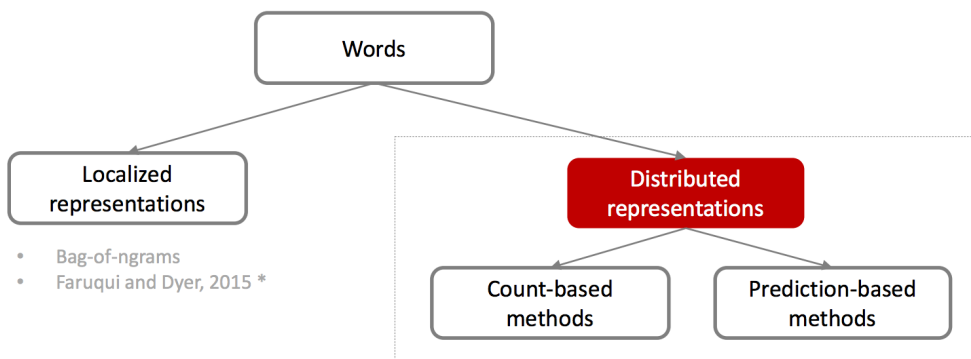 Words
Localized
representations
Distributed
representations
• Bag-of-ngrams
• Faruqui and Dyer, 2015 *
Count-based
methods
Prediction-based
methods